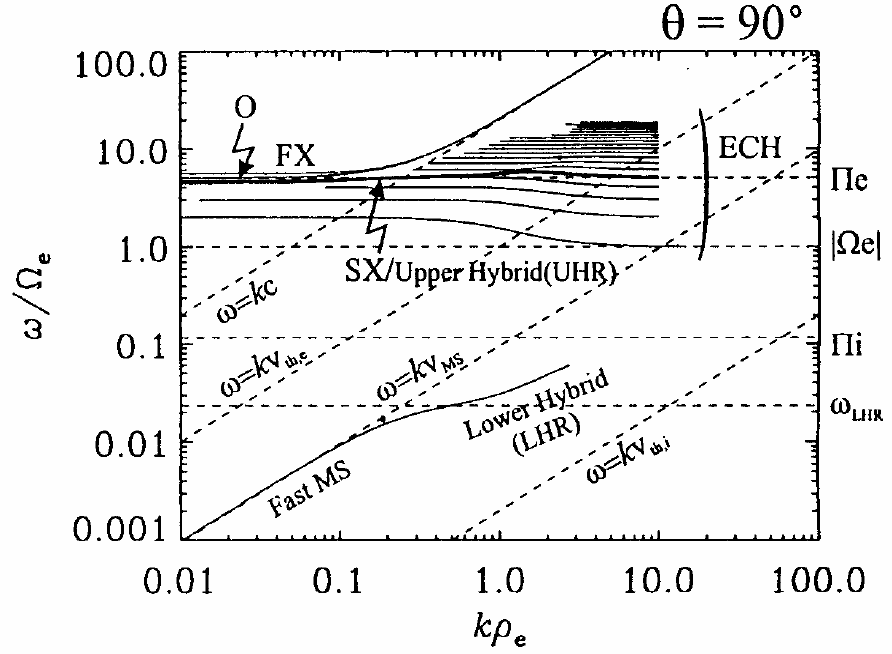 θ = 90°
100.0
10.0
1.0
0.1
0.01
0.001
ω/Ωe
O
FX
ECH
SX/Upper Hybrid(UHR)
ω=kc
ω=kvth,e
ω=kvMS
ω=kvth,i
Fast MS
Lower Hybrid
(LHR)
Πe
|Ωe|
Πi
ωLHR
0.01
0.1
1.0
10.0
100.0
kρe